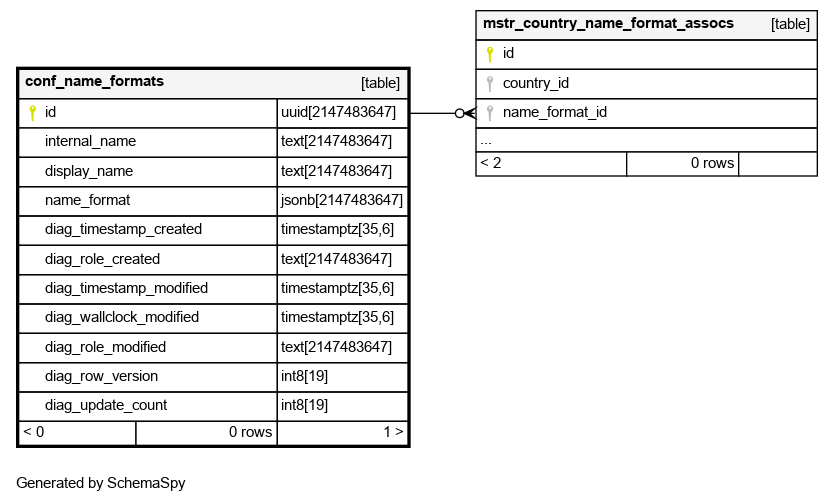 mstr_country_name_format_assocs [table]
id
country_id
name_format_id
...
< 2 0 rows
conf_name_formats [table]
id uuid[2147483647]
internal_name text[2147483647]
display_name text[2147483647]
name_format jsonb[2147483647]
diag_timestamp_created timestamptz[35,6]
diag_role_created text[2147483647]
diag_timestamp_modified timestamptz[35,6]
diag_wallclock_modified timestamptz[35,6]
diag_role_modified text[2147483647]
diag_row_version int8[19]
diag_update_count int8[19]
< 0 0 rows 1 >
Generated by SchemaSpy